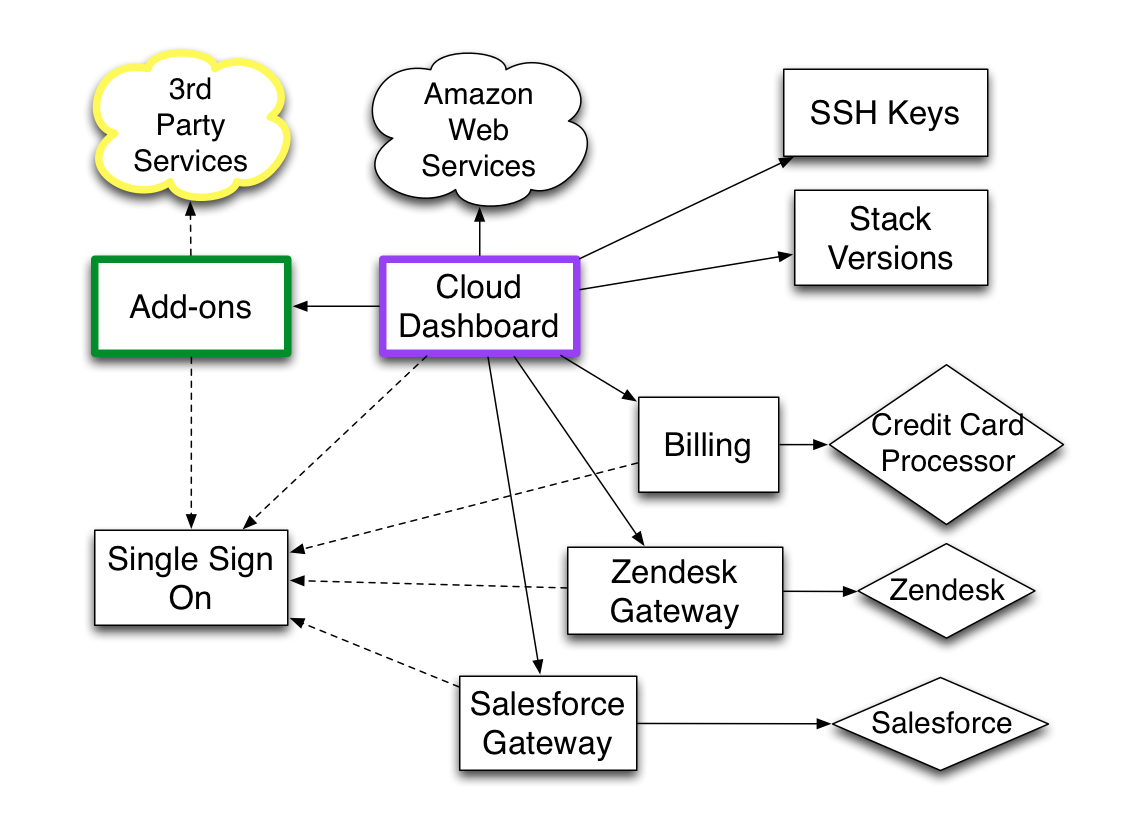 3rd
Party
Services
Amazon
Web
Services
SSH Keys
Stack
Versions
Add-ons
Cloud
Dashboard
Billing
Credit Card
Processor
Single Sign
On
Zendesk
Gateway
Zendesk
Salesforce
Gateway
Salesforce